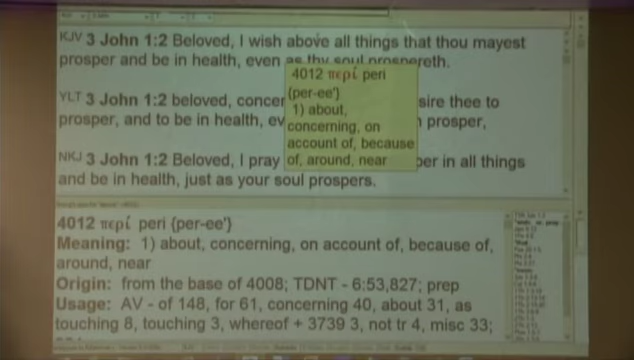 KJV 3 John 1:2 Beloved, I wish above all things that thou mayest
prosper and be in health, even as thy soul prospereth.
4012 περί peri
(per-ee')
1) about,
concerning, on
account of, because
of, around, near
YLT 3 John 1:2 beloved, concer sire thee to
prosper, and to be in health, ev prosper,
NKJ 3 John 1:2 Beloved, I pray per in all things
and be in health, just as your soul prospers.
4012 περί peri {per-ee'}
Meaning: 1) about, concerning, on account of, because of,
around, near
Origin: from the base of 4008; TDNT - 6:53,827; prep
Usage: AV - of 148, for 61, concerning 40, about 31, as
touching 8, touching 3, whereof + 3739 3, not tr 4, misc 33;